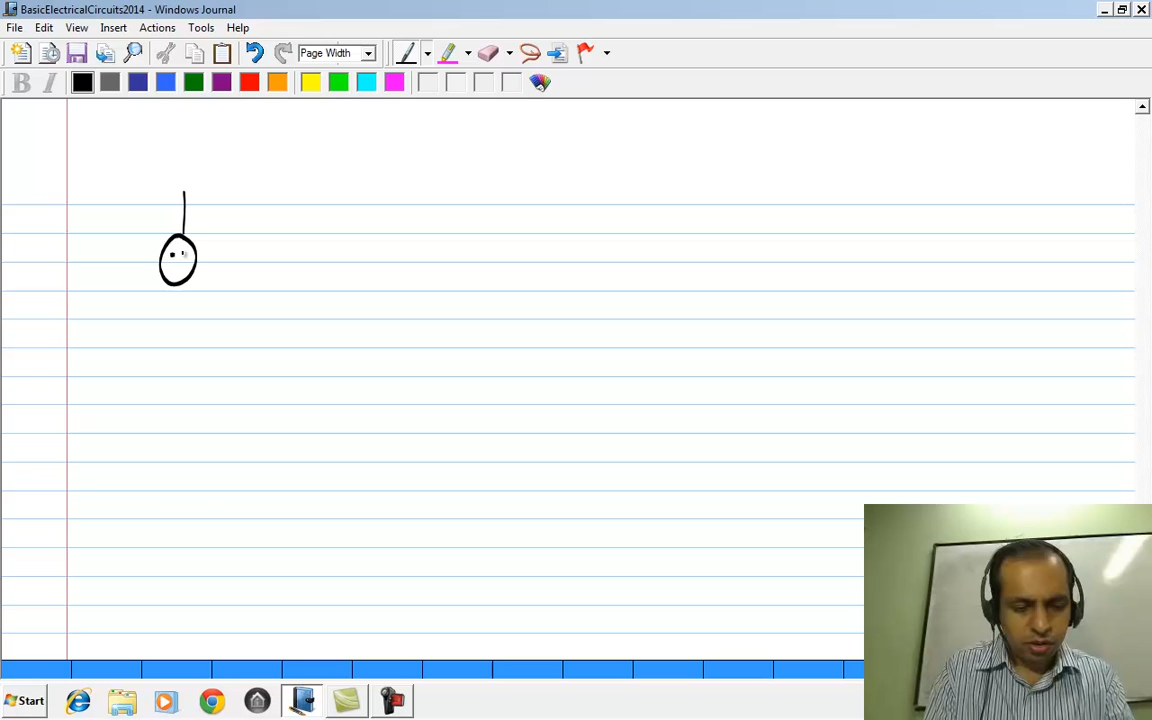 BasicElectricalCircuits2014 - Windows Journal
File Edit View Insert Actions Tools Help
Page Width
B I
Start